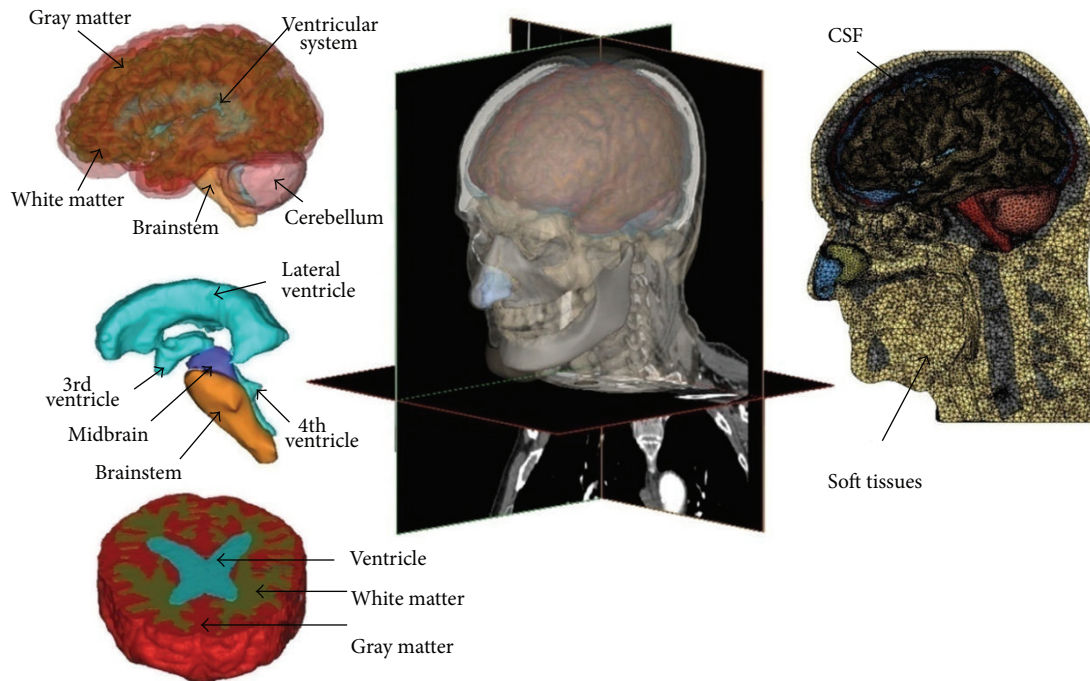 Gray matter
Ventricular
system
White matter
Brainstem
Cerebellum
Lateral
ventricle
3rd
ventricle
Midbrain
Brainstem
4th
ventricle
Ventricle
White matter
Gray matter
CSF
Soft tissues